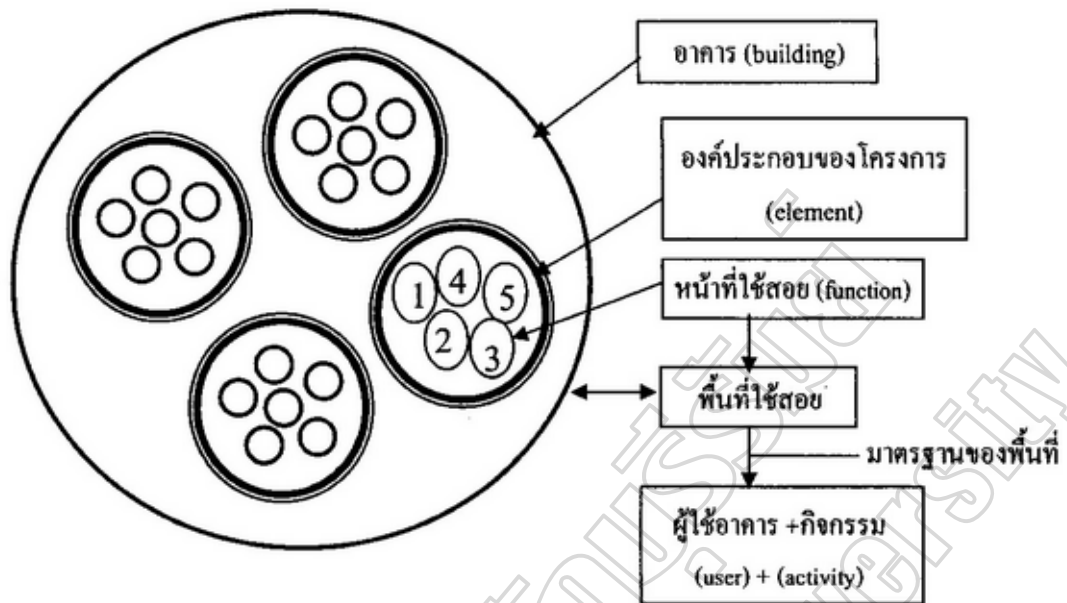 อาคาร (building)
องค์ประกอบของโครงการ
(element)
1
4
5
2
3
หน้าที่ใช้สอย (function)
พื้นที่ใช้สอย
มาตรฐานของพื้นที่
ผู้ใช้อาคาร +กิจกรรม
(user) + (activity)